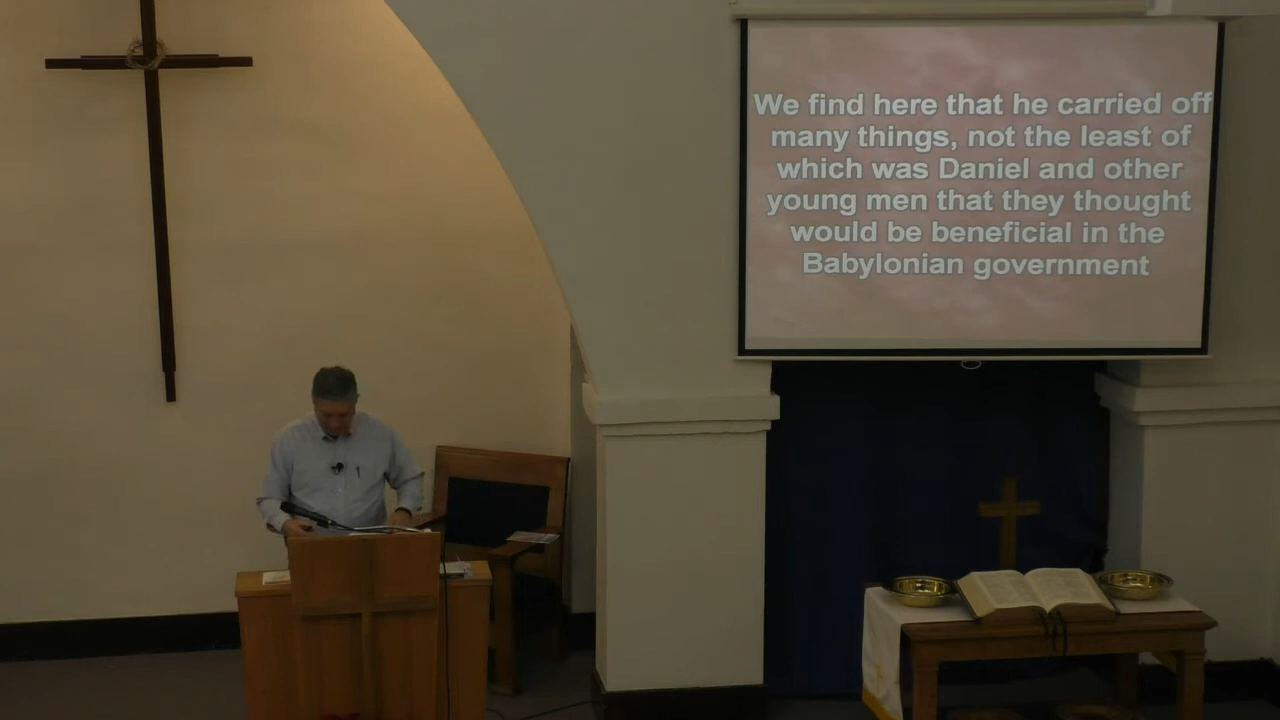 We find here that he carried off
many things, not the least of
which was Daniel and other
young men that they thought
would be beneficial in the
Babylonian government